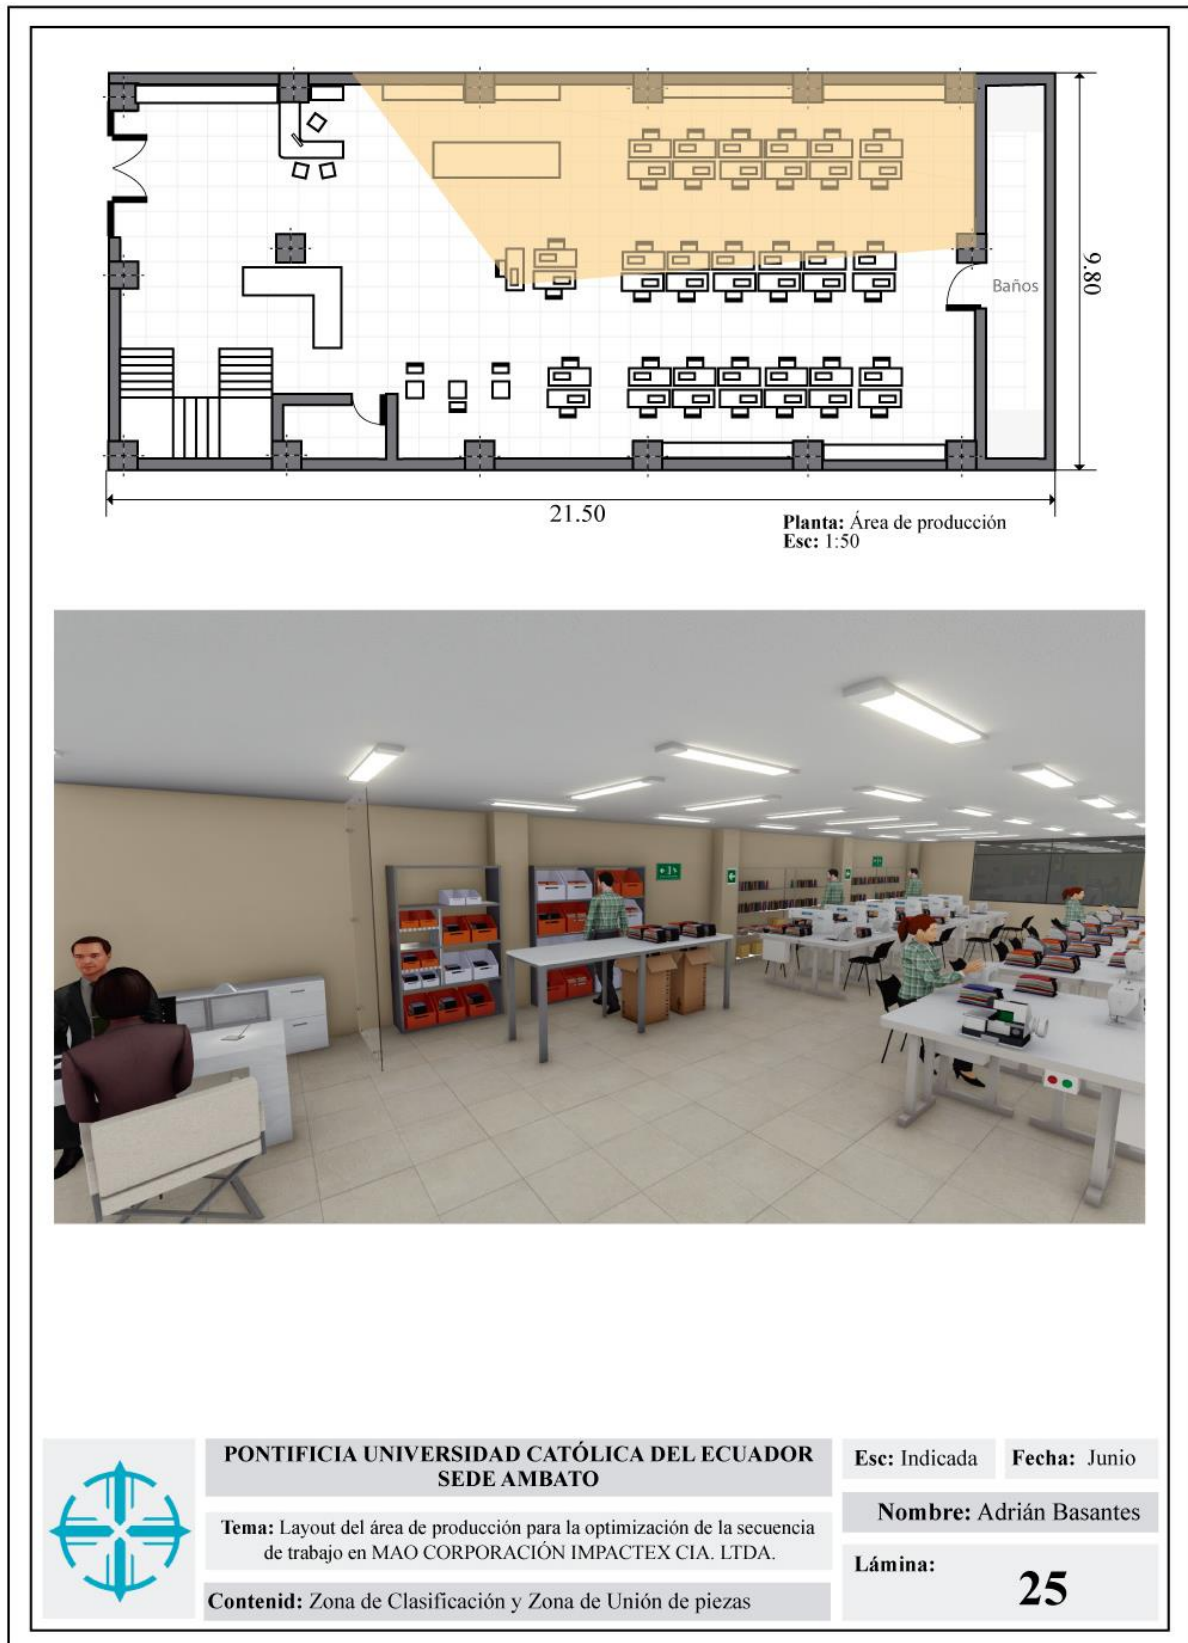 Baños
9.80
21.50
Planta: Área de producción
Esc: 1:50
PONTIFICIA UNIVERSIDAD CATÓLICA DEL ECUADOR
SEDE AMBATO
Tema: Layout del área de producción para la optimización de la secuencia
de trabajo en MAO CORPORACIÓN IMPACTEX CIA. LTDA.
Contenid: Zona de Clasificación y Zona de Unión de piezas
Esc: Indicada
Fecha: Junio
Nombre: Adrián Basantes
Lámina:
25